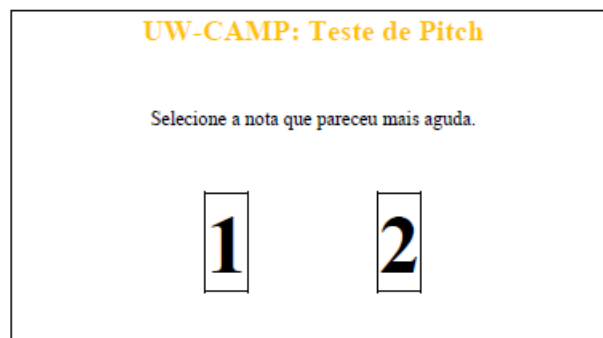 UW-CAMP: Teste de Pitch
Selecione a nota que pareceu mais aguda.
1 2